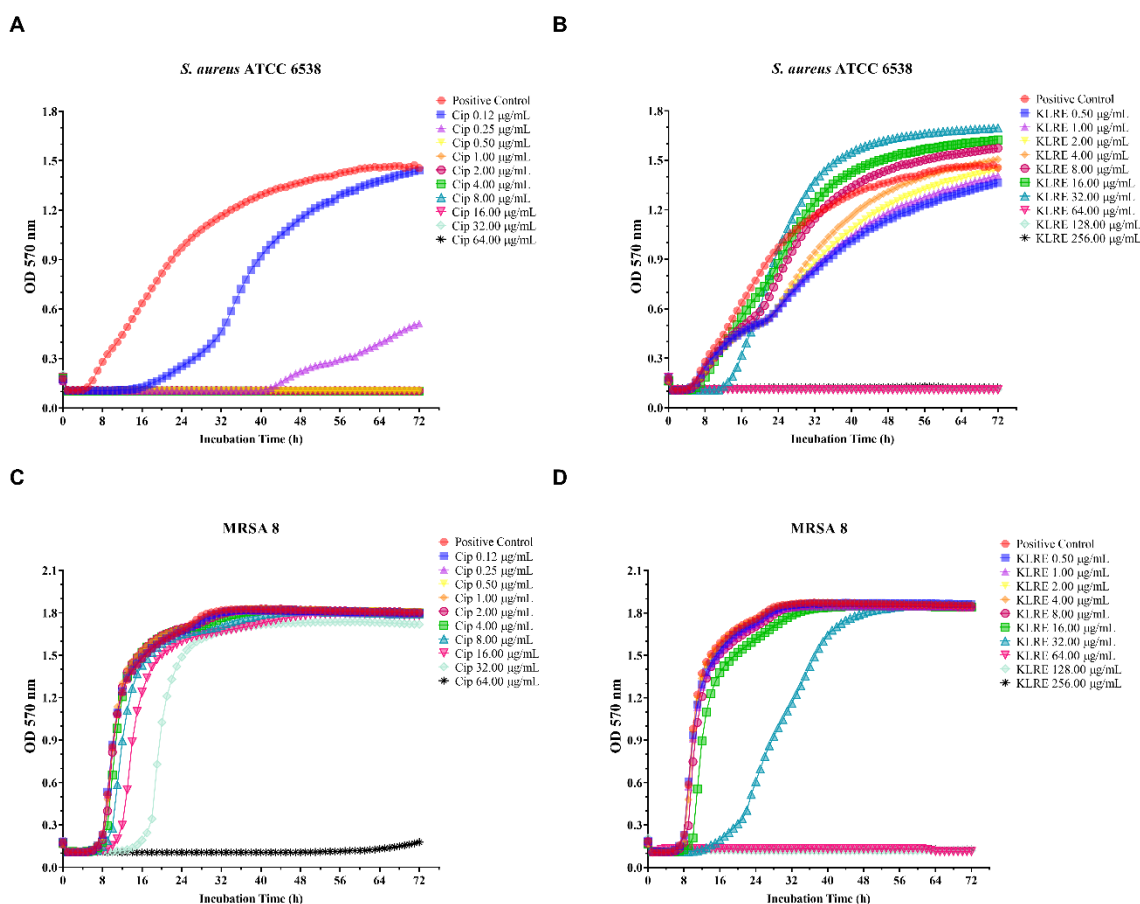 A
S. aureus ATCC 6538
OD 570 nm
1.8
1.5
1.2
0.9
0.6
0.3
0.0
0 8 16 24 32 40 48 56 64 72
Incubation Time (h)
Positive Control
Cip 0.12 µg/mL
Cip 0.25 µg/mL
Cip 0.50 µg/mL
Cip 1.00 µg/mL
Cip 2.00 µg/mL
Cip 4.00 µg/mL
Cip 8.00 µg/mL
Cip 16.00 µg/mL
Cip 32.00 µg/mL
Cip 64.00 µg/mL
B
S. aureus ATCC 6538
OD 570 nm
1.8
1.5
1.2
0.9
0.6
0.3
0.0
0 8 16 24 32 40 48 56 64 72
Incubation Time (h)
Positive Control
KLRE 0.50 µg/mL
KLRE 1.00 µg/mL
KLRE 2.00 µg/mL
KLRE 4.00 µg/mL
KLRE 8.00 µg/mL
KLRE 16.00 µg/mL
KLRE 32.00 µg/mL
KLRE 64.00 µg/mL
KLRE 128.00 µg/mL
KLRE 256.00 µg/mL
C
MRSA 8
OD 570 nm
2.1
1.8
1.5
1.2
0.9
0.6
0.3
0.0
0 8 16 24 32 40 48 56 64 72
Incubation Time (h)
Positive Control
Cip 0.12 µg/mL
Cip 0.25 µg/mL
Cip 0.50 µg/mL
Cip 1.00 µg/mL
Cip 2.00 µg/mL
Cip 4.00 µg/mL
Cip 8.00 µg/mL
Cip 16.00 µg/mL
Cip 32.00 µg/mL
Cip 64.00 µg/mL
D
MRSA 8
OD 570 nm
2.1
1.8
1.5
1.2
0.9
0.6
0.3
0.0
0 8 16 24 32 40 48 56 64 72
Incubation Time (h)
Positive Control
KLRE 0.50 µg/mL
KLRE 1.00 µg/mL
KLRE 2.00 µg/mL
KLRE 4.00 µg/mL
KLRE 8.00 µg/mL
KLRE 16.00 µg/mL
KLRE 32.00 µg/mL
KLRE 64.00 µg/mL
KLRE 128.00 µg/mL
KLRE 256.00 µg/mL